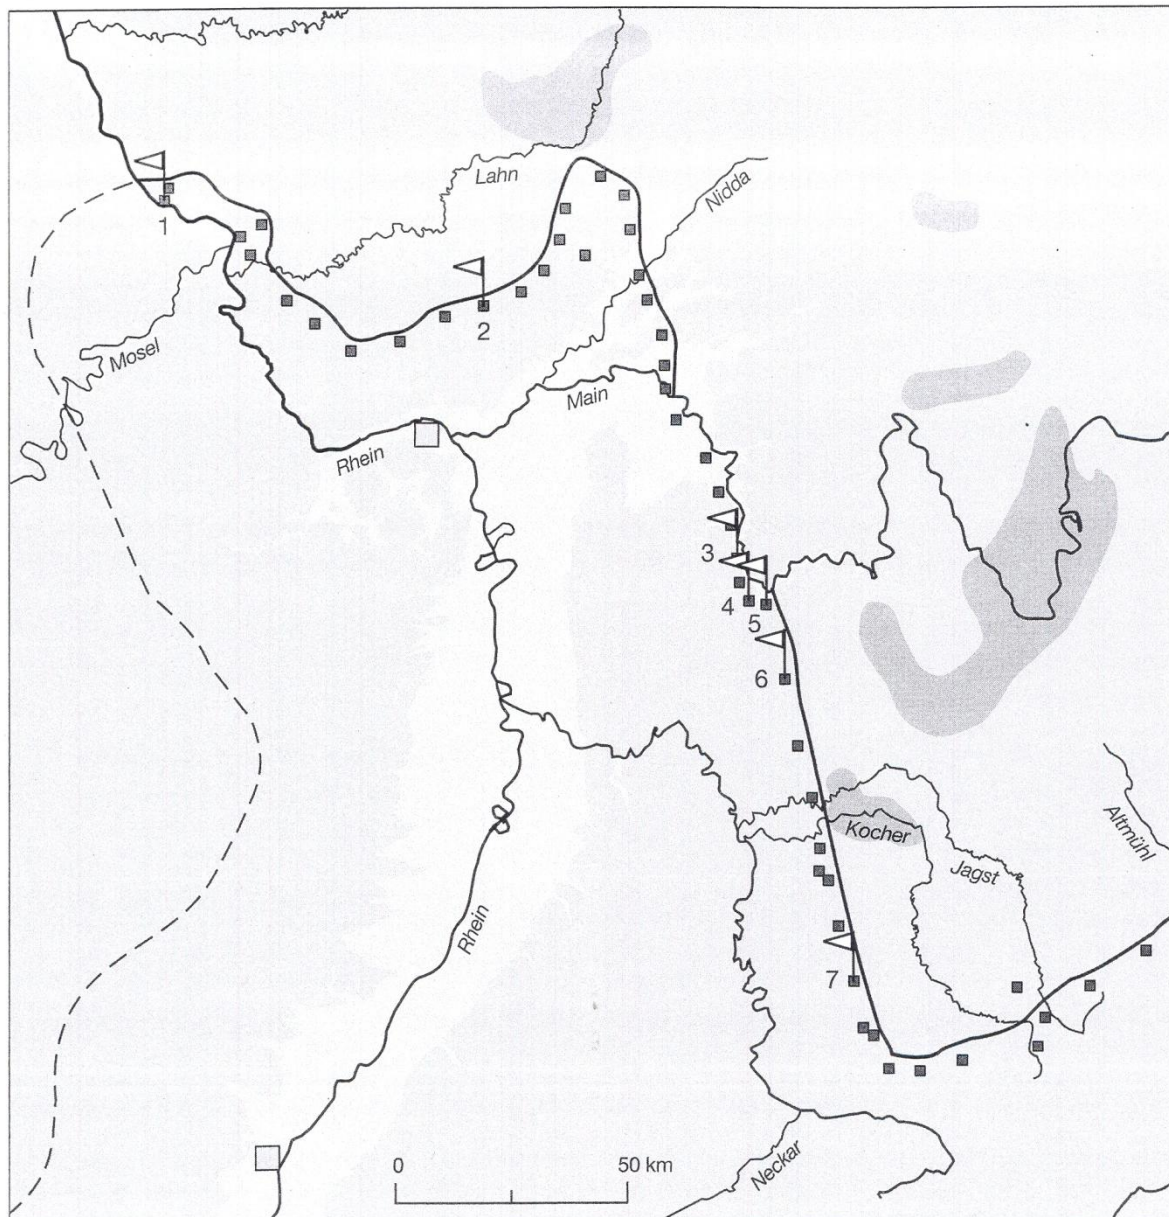 Lahn
Nidda
1
2
Mosel
Main
Rhein
3
4
5
6
Kocher
Altmühl
Jagst
Rhein
7
0 50 km
Neckar